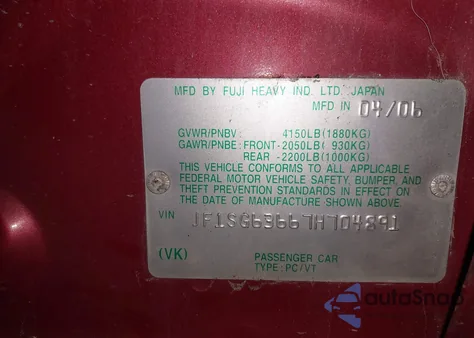 MFD BY FUJI HEAVY IND. LTD. JAPAN
MFD IN 04/06
GVWR/PNBV: 4150LB(1880KG)
GAWR/PNBE: FRONT-2050LB( 930KG)
REAR -2200LB(1000KG)
THIS VEHICLE CONFORMS TO ALL APPLICABLE
FEDERAL MOTOR VEHICLE SAFETY, BUMPER, AND
THEFT PREVENTION STANDARDS IN EFFECT ON
THE DATE OF MANUFACTURE SHOWN ABOVE.
VIN JF1SG63667H704891
(VK) PASSENGER CAR
TYPE: PC/VT
autoSnap